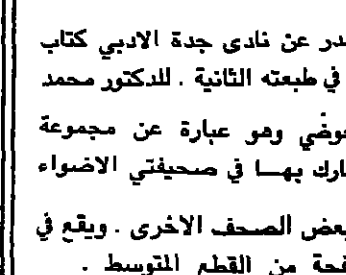 در عن نادى جدة الادبي كتاب
في طبعته الثانية . للدكتور محمد
وضي وهو عبارة عن مجموعة
ارك بهـا في صحيفتي الاضواء
بعض الصحف الاخرى . ويقع في
فحة من القطع المتوسط .